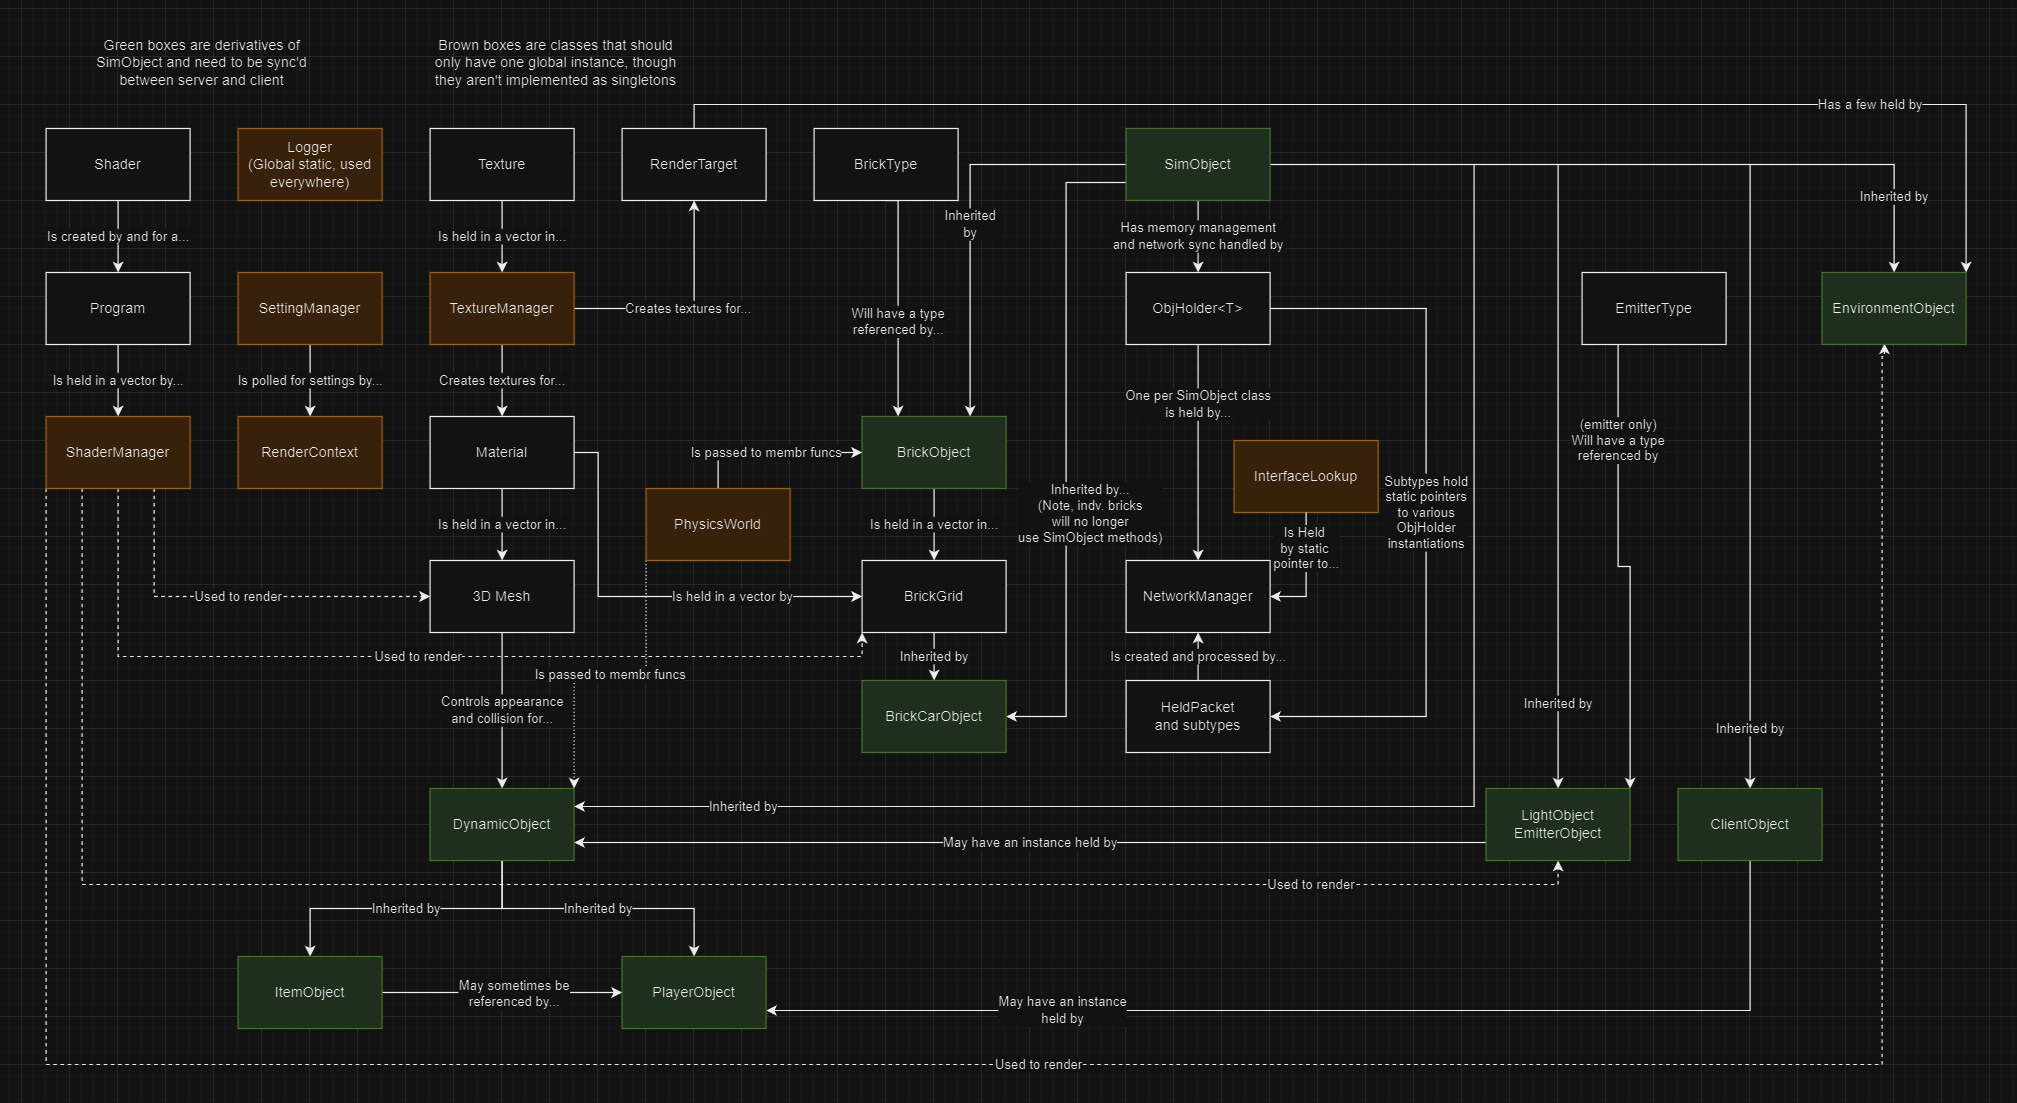 Green boxes are derivatives of
SimObject and need to be sync'd
between server and client
Brown boxes are classes that should
only have one global instance, though
they aren't implemented as singletons
Has a few held by
Shader
Logger
(Global static, used
everywhere)
Texture
RenderTarget
BrickType
SimObject
Inherited by
Inherited
by
Is created by and for a...
Is held in a vector in...
Has memory management
and network sync handled by
Program
SettingManager
TextureManager
Creates textures for...
Will have a type
referenced by...
ObjHolder<T>
EmitterType
EnvironmentObject
Is held in a vector by...
Is polled for settings by...
Creates textures for...
One per SimObject class
is held by...
(emitter only)
Will have a type
referenced by
ShaderManager
RenderContext
Material
Is passed to membr funcs
BrickObject
InterfaceLookup
Subtypes hold
static pointers
to various
ObjHolder
instantiations
Inherited by...
(Note, indv. bricks
will no longer
use SimObject methods)
Is held in a vector in...
PhysicsWorld
Is held in a vector in...
Is Held
by static
pointer to...
Used to render
3D Mesh
Is held in a vector by
BrickGrid
NetworkManager
Used to render
Inherited by
Is created and processed by...
Is passed to membr funcs
Controls appearance
and collision for...
BrickCarObject
HeldPacket
and subtypes
Inherited by
Inherited by
DynamicObject
Inherited by
LightObject
EmitterObject
ClientObject
May have an instance held by
Used to render
Inherited by
Inherited by
ItemObject
May sometimes be
referenced by...
PlayerObject
May have an instance
held by
Used to render